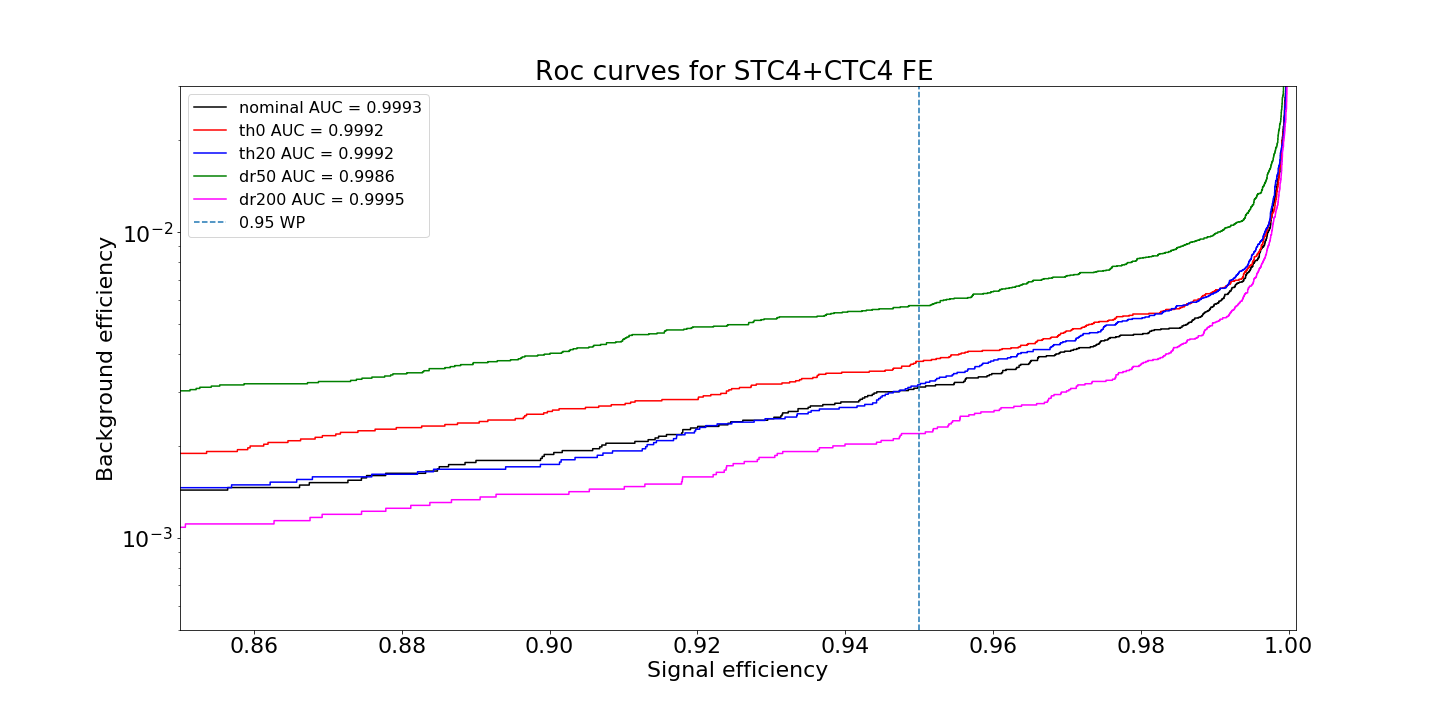 Roc curves for STC4+CTC4 FE
nominal AUC = 0.9993
th0 AUC = 0.9992
th20 AUC = 0.9992
dr50 AUC = 0.9986
dr200 AUC = 0.9995
0.95 WP
10⁻²
10⁻³
Background efficiency
0.86 0.88 0.90 0.92 0.94 0.96 0.98 1.00
Signal efficiency